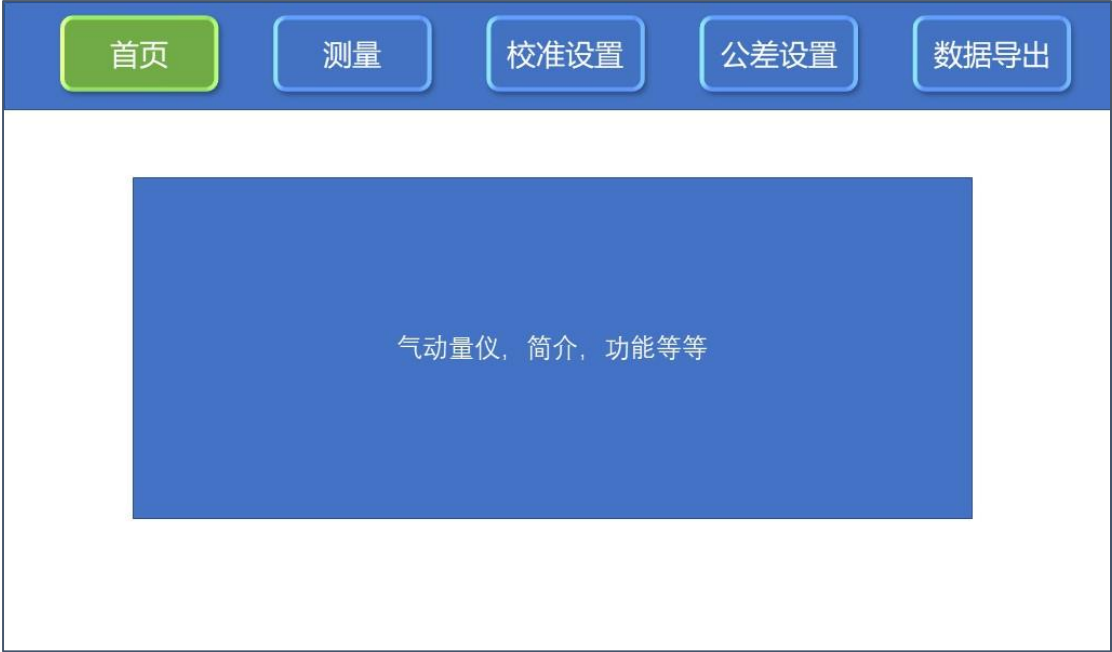 首页
测量
校准设置
公差设置
数据导出
气动量仪，简介，功能等等